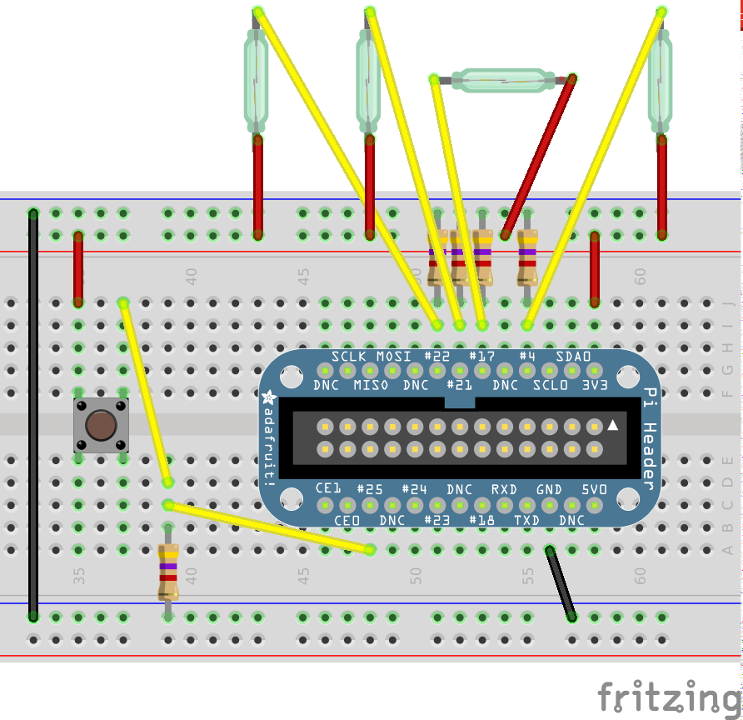 40 45 60
J
I
H
G
F
SCLK MOSI #22 #17 #4 SDA0
DNC MISO DNC #21 DNC SCL0 3V3
adafruit!
Pi Header
CE1 #25 #24 DNC RXD GND 5V0
CE0 DNC #23 #18 TXD DNC
E
D
C
B
A
35 40 45 50 55 60
fritzing